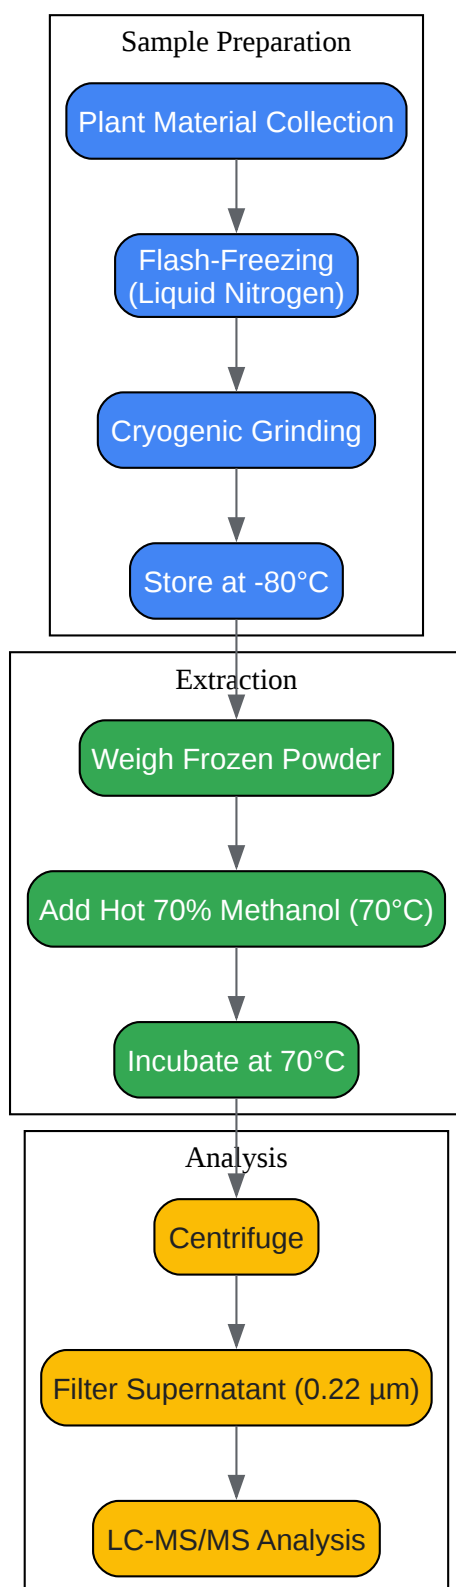 Sample Preparation
Plant Material Collection
Flash-Freezing
(Liquid Nitrogen)
Cryogenic Grinding
Store at -80°C
Extraction
Weigh Frozen Powder
Add Hot 70% Methanol (70°C)
Incubate at 70°C
Analysis
Centrifuge
Filter Supernatant (0.22 µm)
LC-MS/MS Analysis